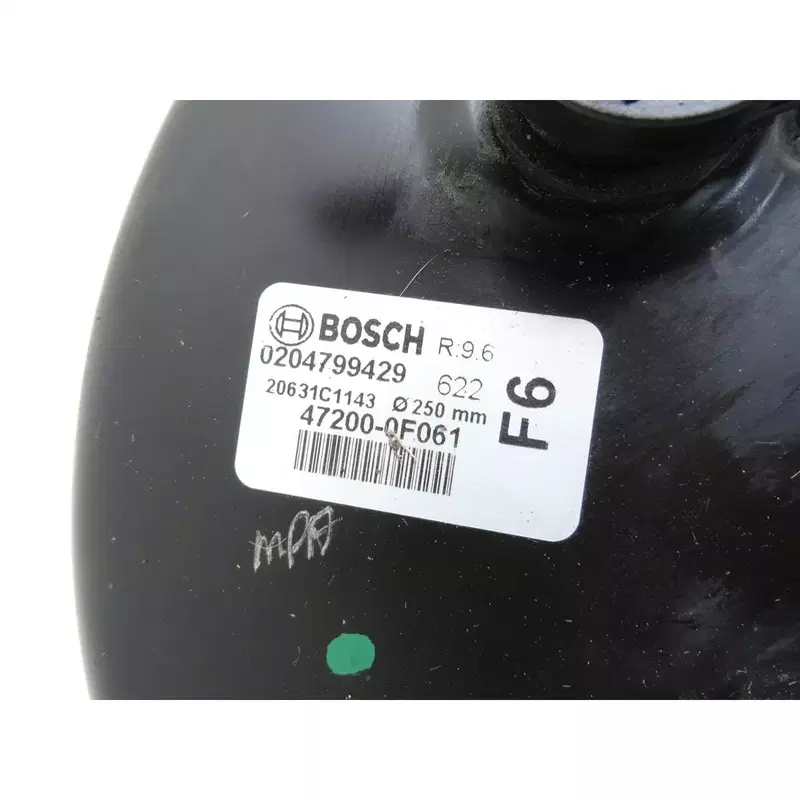 BOSCH R:9.6
0204799429 622
20631C1143 Ø 250 mm
47200-0F061
F6